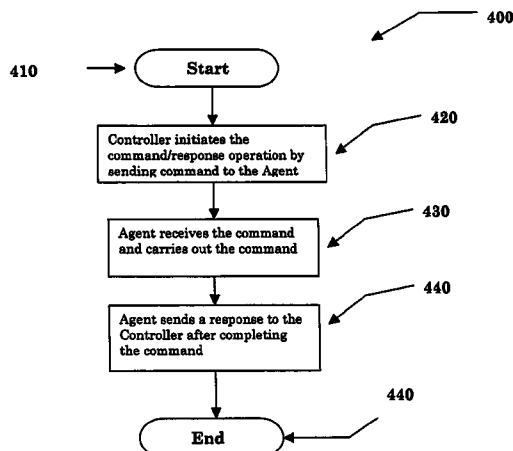 400
410
Start
420
Controller initiates the
command/response operation by
sending command to the Agent
430
Agent receives the command
and carries out the command
440
Agent sends a response to the
Controller after completing
the command
440
End